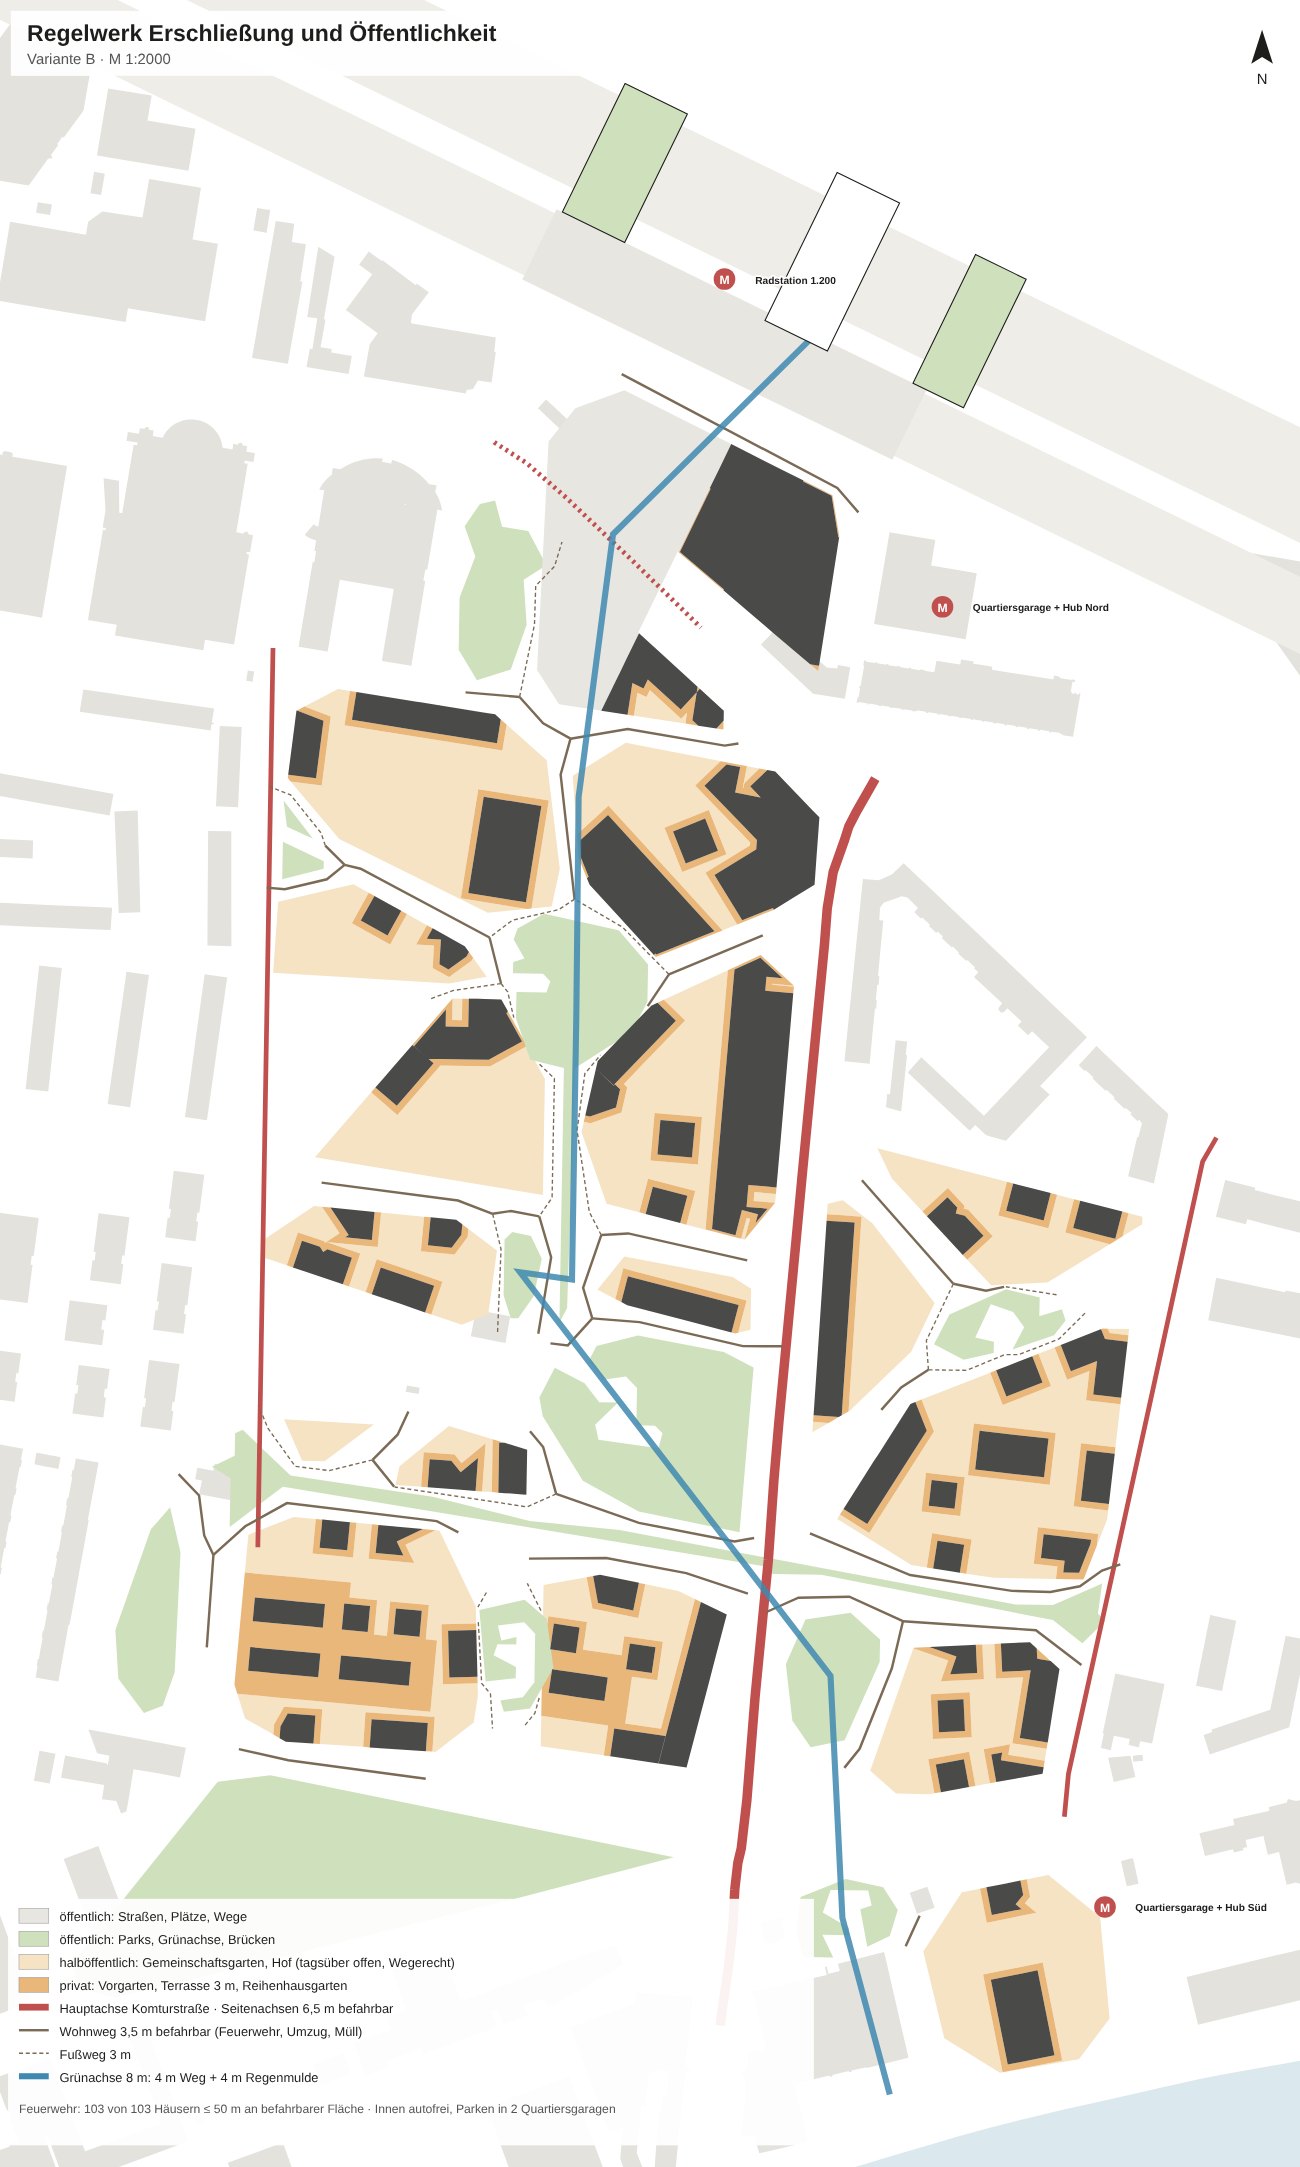 Regelwerk Erschließung und Öffentlichkeit
Variante B · M 1:2000
N
M Radstation 1.200
M Quartiersgarage + Hub Nord
M Quartiersgarage + Hub Süd
öffentlich: Straßen, Plätze, Wege
öffentlich: Parks, Grünachse, Brücken
halböffentlich: Gemeinschaftsgarten, Hof (tagsüber offen, Wegerecht)
privat: Vorgarten, Terrasse 3 m, Reihenhausgarten
Hauptachse Komturstraße · Seitenachsen 6,5 m befahrbar
Wohnweg 3,5 m befahrbar (Feuerwehr, Umzug, Müll)
Fußweg 3 m
Grünachse 8 m: 4 m Weg + 4 m Regenmulde
Feuerwehr: 103 von 103 Häusern ≤ 50 m an befahrbarer Fläche · Innen autofrei, Parken in 2 Quartiersgaragen